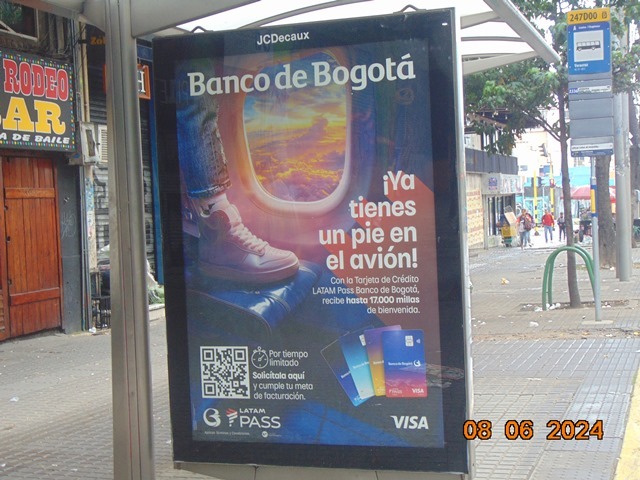 JCDecaux
Banco de Bogotá
¡Ya
tienes
un pie en
el avión!
Con la Tarjeta de Crédito
LATAM Pass Banco de Bogotá,
recibe hasta 17.000 millas
de bienvenida.
Por tiempo
limitado
Solicítala aquí
y cumple tu meta
de facturación.
LATAM
PASS
VISA
RODEO
BAR
A DE BAILE
247D00
08 06 2024